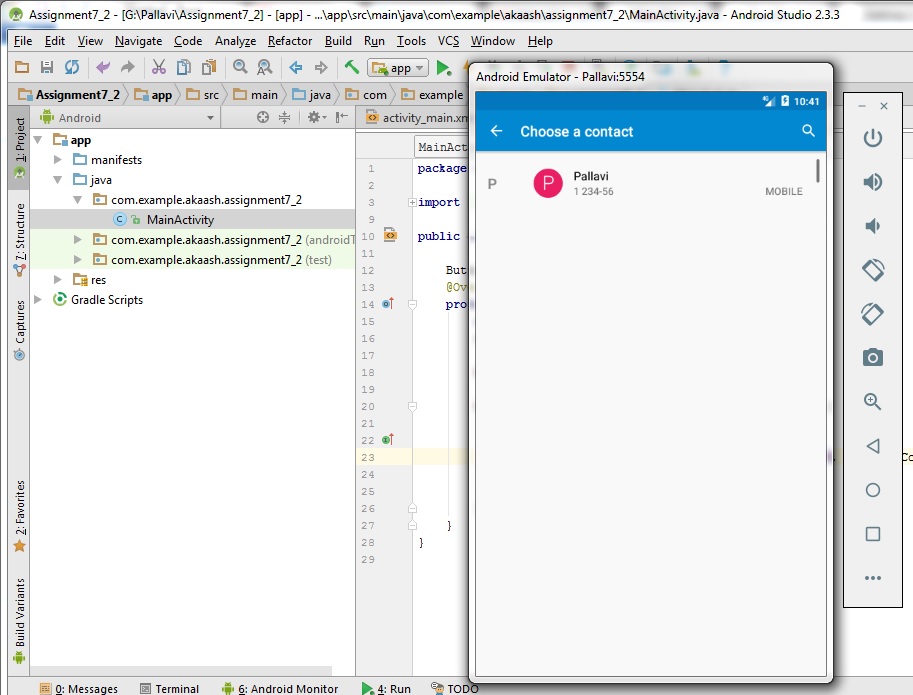 Assignment7_2 - [G:\Pallavi\Assignment7_2] - [app] - ...\app\src\main\java\com\example\akaash\assignment7_2\MainActivity.java - Android Studio 2.3.3
File Edit View Navigate Code Analyze Refactor Build Run Tools VCS Window Help
app
Assignment7_2 app src main java com example
Android
activity_main.xm
1: Project
7: Structure
Captures
2: Favorites
Build Variants
app
manifests
java
com.example.akaash.assignment7_2
MainActivity
com.example.akaash.assignment7_2 (androidT
com.example.akaash.assignment7_2 (test)
res
Gradle Scripts
MainAct
1 package
2
3 import
9
10 public
11
12 But
13 @Ov
14 pro
15
16
17
18
19
20
21
22
23 Co
24
25
26
27 }
28 }
29
Android Emulator - Pallavi:5554
4G 10:41
Choose a contact
P P Pallavi
1 234-56 MOBILE
0: Messages Terminal 6: Android Monitor 4: Run TODO